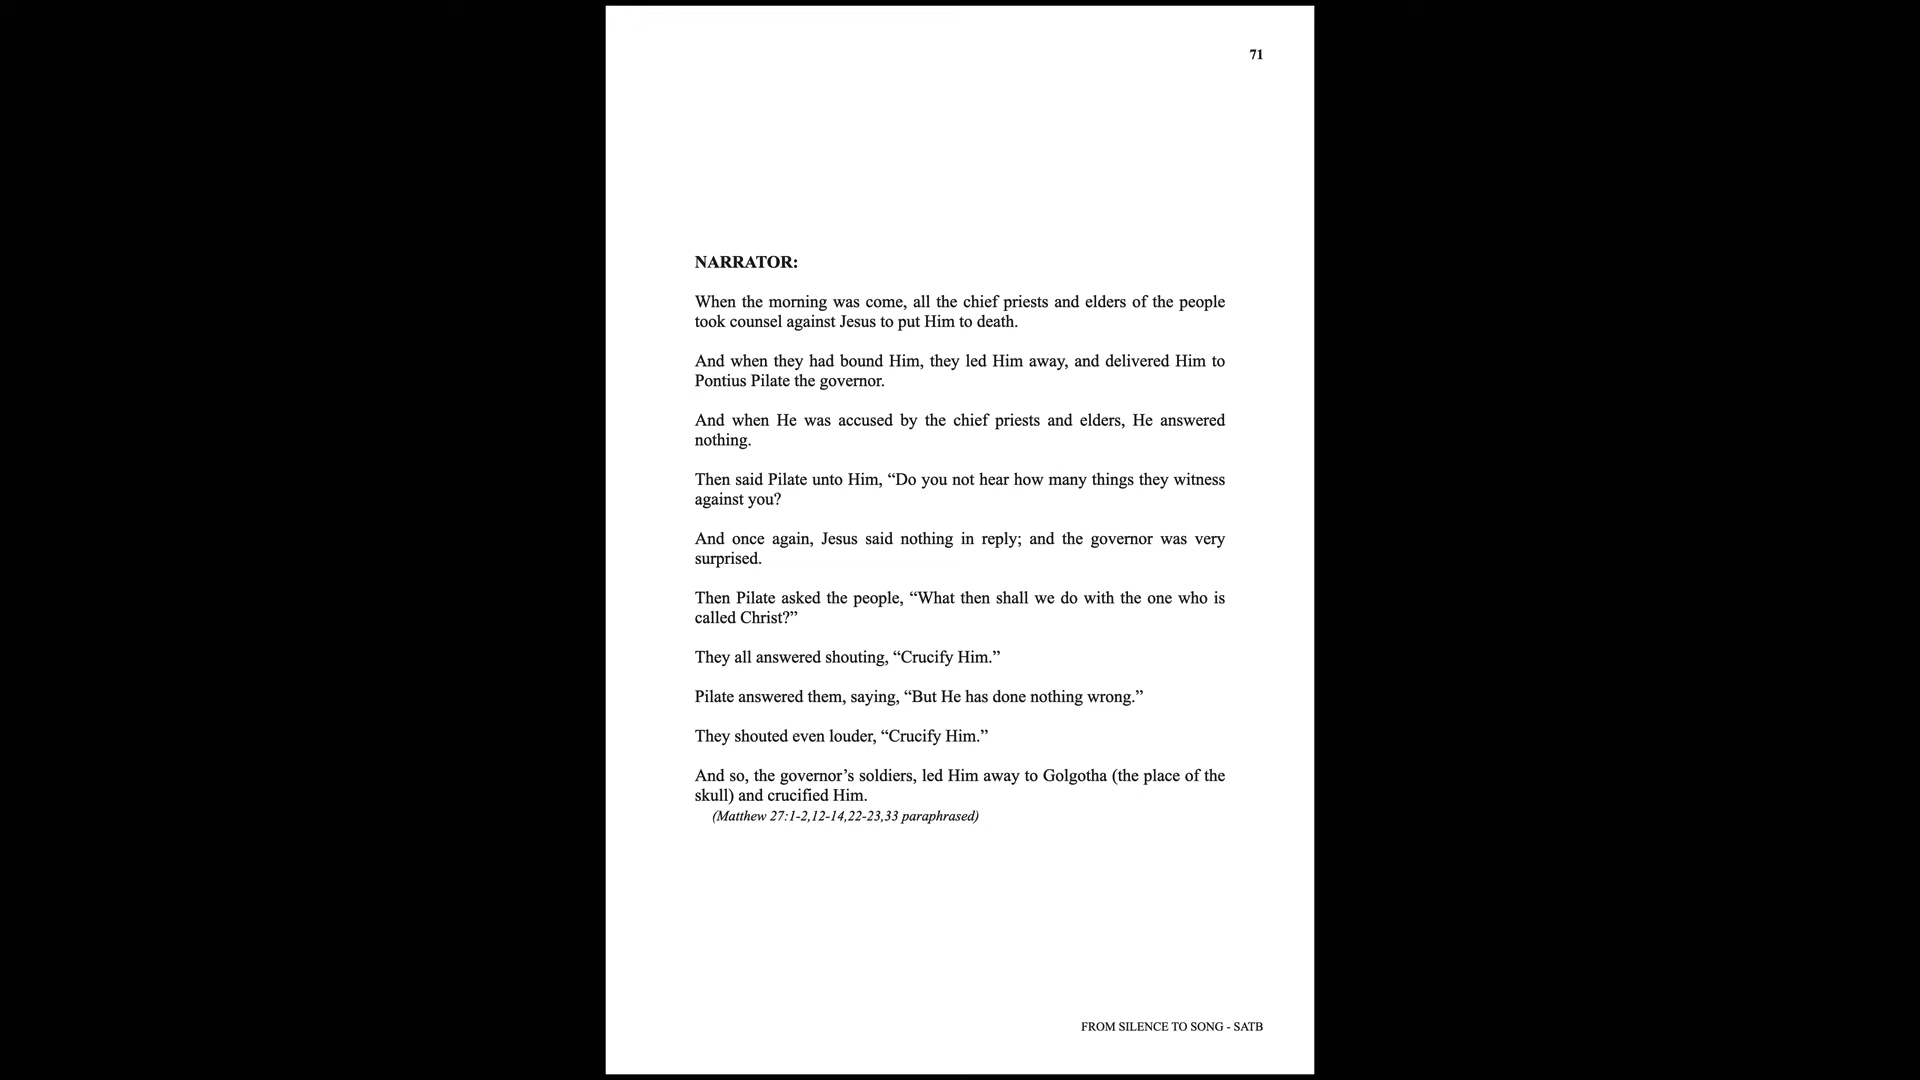 71
NARRATOR:
When the morning was come, all the chief priests and elders of the people
took counsel against Jesus to put Him to death.
And when they had bound Him, they led Him away, and delivered Him to
Pontius Pilate the governor.
And when He was accused by the chief priests and elders, He answered
nothing.
Then said Pilate unto Him, “Do you not hear how many things they witness
against you?
And once again, Jesus said nothing in reply; and the governor was very
surprised.
Then Pilate asked the people, “What then shall we do with the one who is
called Christ?”
They all answered shouting, “Crucify Him.”
Pilate answered them, saying, “But He has done nothing wrong.”
They shouted even louder, “Crucify Him.”
And so, the governor’s soldiers, led Him away to Golgotha (the place of the
skull) and crucified Him.
(Matthew 27:1-2,12-14,22-23,33 paraphrased)
FROM SILENCE TO SONG - SATB